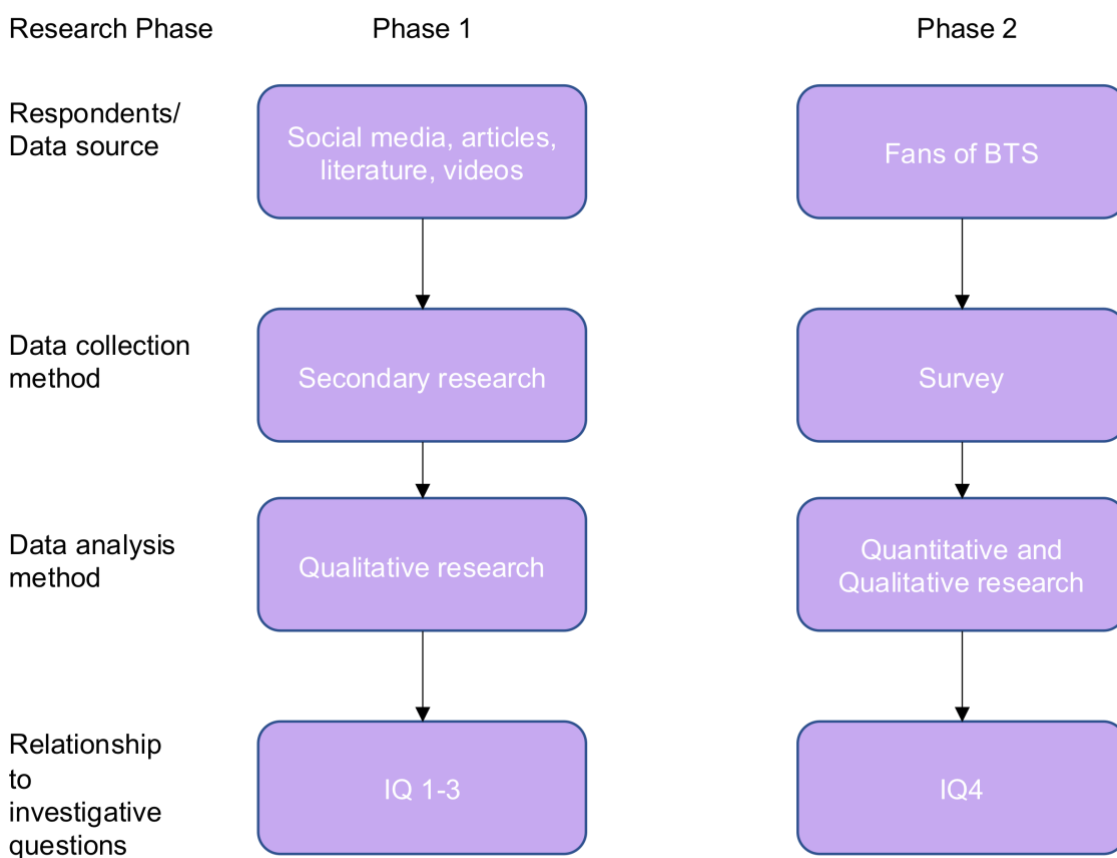 Research Phase
Phase 1
Phase 2
Respondents/
Data source
Social media, articles,
literature, videos
Fans of BTS
Data collection
method
Secondary research
Survey
Data analysis
method
Qualitative research
Quantitative and
Qualitative research
Relationship
to
investigative
questions
IQ 1-3
IQ4